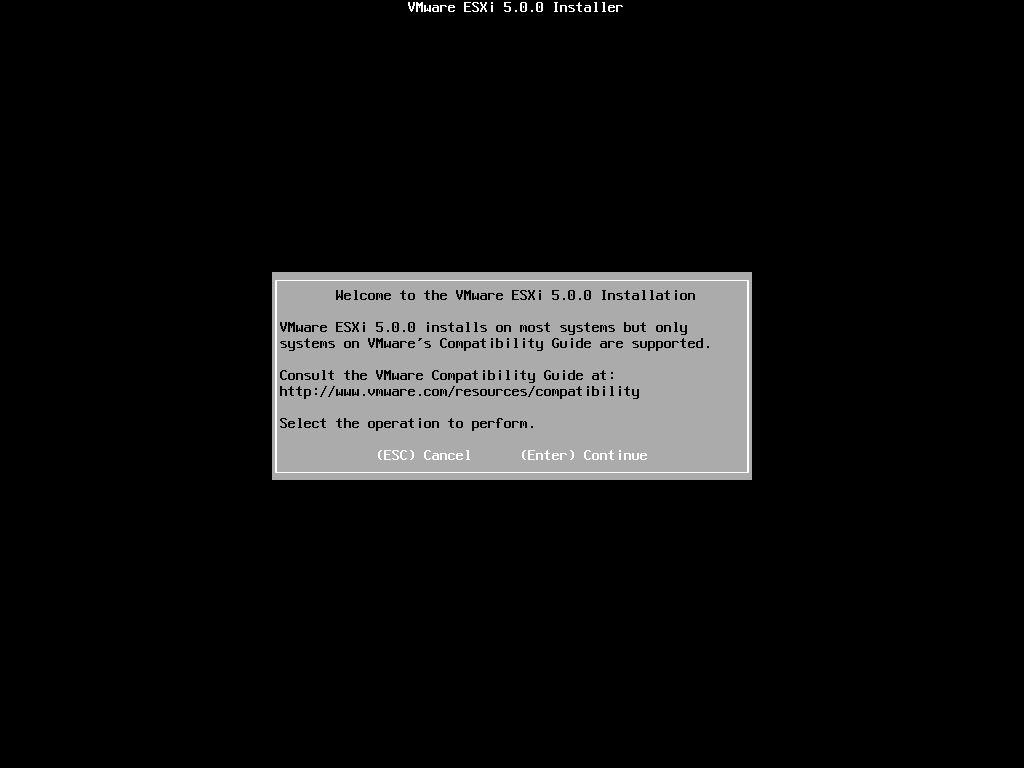 VMware ESXi 5.0.0 Installer
Welcome to the VMware ESXi 5.0.0 Installation
VMware ESXi 5.0.0 installs on most systems but only
systems on VMware's Compatibility Guide are supported.
Consult the VMware Compatibility Guide at:
http://www.vmware.com/resources/compatibility
Select the operation to perform.
(ESC) Cancel (Enter) Continue